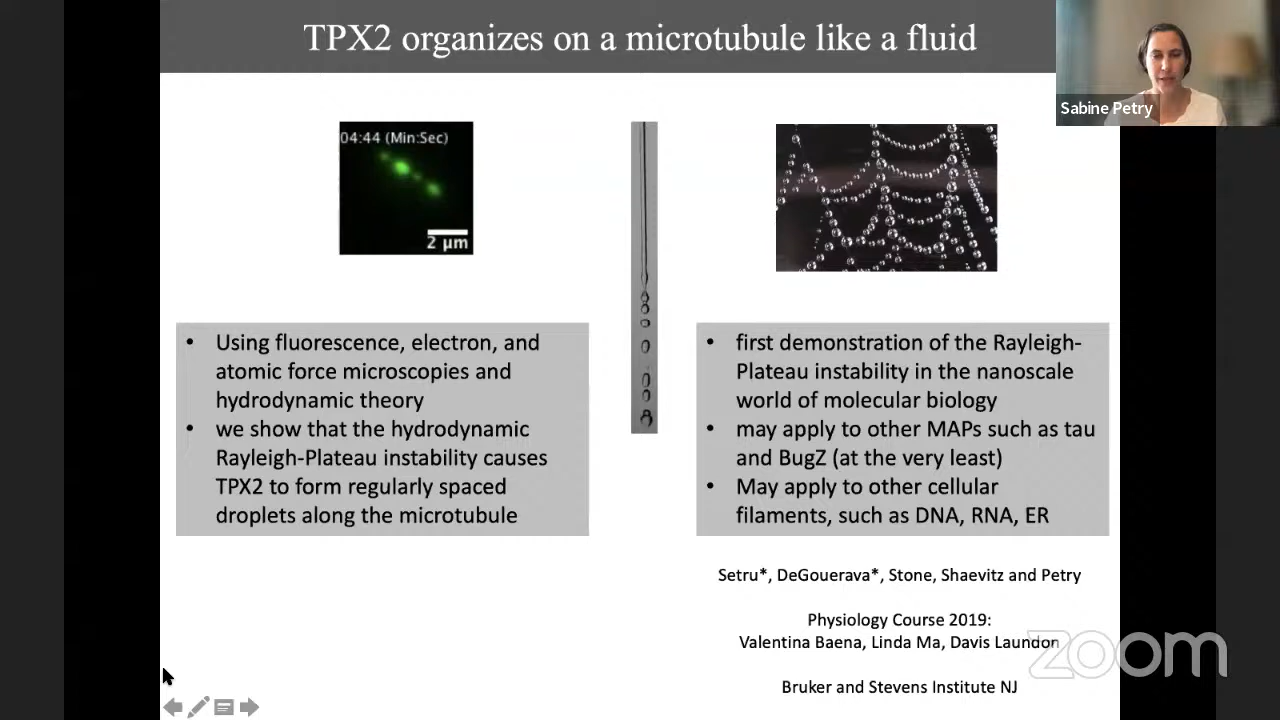 TPX2 organizes on a microtubule like a fluid
Sabine Petry
04:44 (Min:Sec)
2 µm
• Using fluorescence, electron, and
atomic force microscopies and
hydrodynamic theory
• we show that the hydrodynamic
Rayleigh-Plateau instability causes
TPX2 to form regularly spaced
droplets along the microtubule
• first demonstration of the Rayleigh-
Plateau instability in the nanoscale
world of molecular biology
• may apply to other MAPs such as tau
and BugZ (at the very least)
• May apply to other cellular
filaments, such as DNA, RNA, ER
Setru*, DeGouerava*, Stone, Shaevitz and Petry
Physiology Course 2019:
Valentina Baena, Linda Ma, Davis Laundon
Bruker and Stevens Institute NJ
zoom